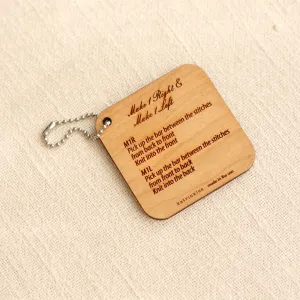 Make 1 Right &
Make 1 Left
M1R
Pick up the bar between the stitches
from back to front
Knit into the front
M1L
Pick up the bar between the stitches
from front to back
Knit into the back
katrinkles made in the usa